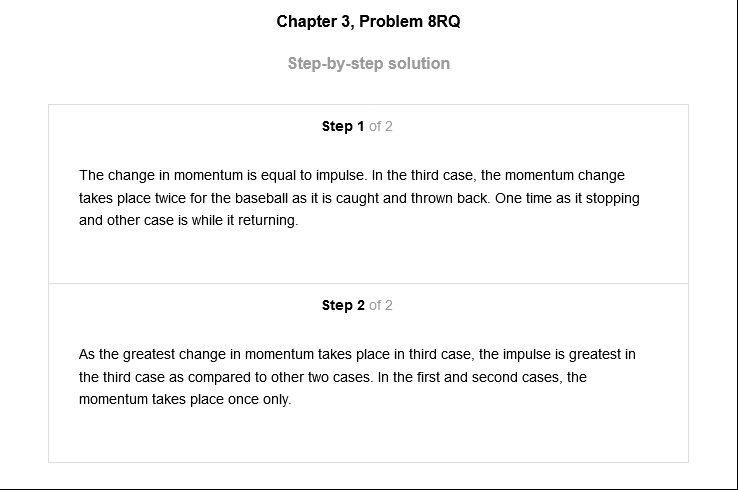 Chapter 3, Problem 8RQ
Step-by-step solution
Step 1 of 2
The change in momentum is equal to impulse. In the third case, the momentum change
takes place twice for the baseball as it is caught and thrown back. One time as it stopping
and other case is while it returning.
Step 2 of 2
As the greatest change in momentum takes place in third case, the impulse is greatest in
the third case as compared to other two cases. In the first and second cases, the
momentum takes place once only.